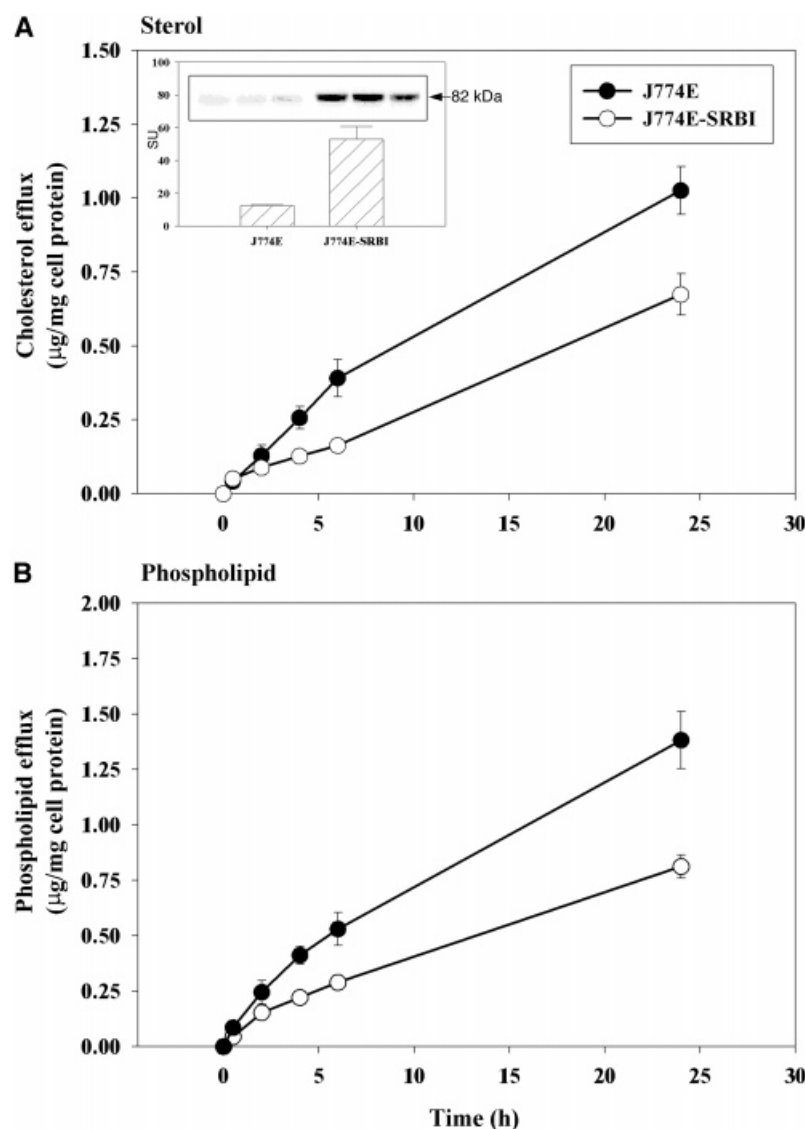 A
Sterol
Cholesterol efflux
(μg/mg cell protein)
1.50
1.25
1.00
0.75
0.50
0.25
0.00
SU
100
80
60
40
20
0
82 kDa
J774E
J774E-SRBI
J774E
J774E-SRBI
0
5
10
15
20
25
30
B
Phospholipid
Phospholipid efflux
(μg/mg cell protein)
2.00
1.75
1.50
1.25
1.00
0.75
0.50
0.25
0.00
0
5
10
15
20
25
30
Time (h)